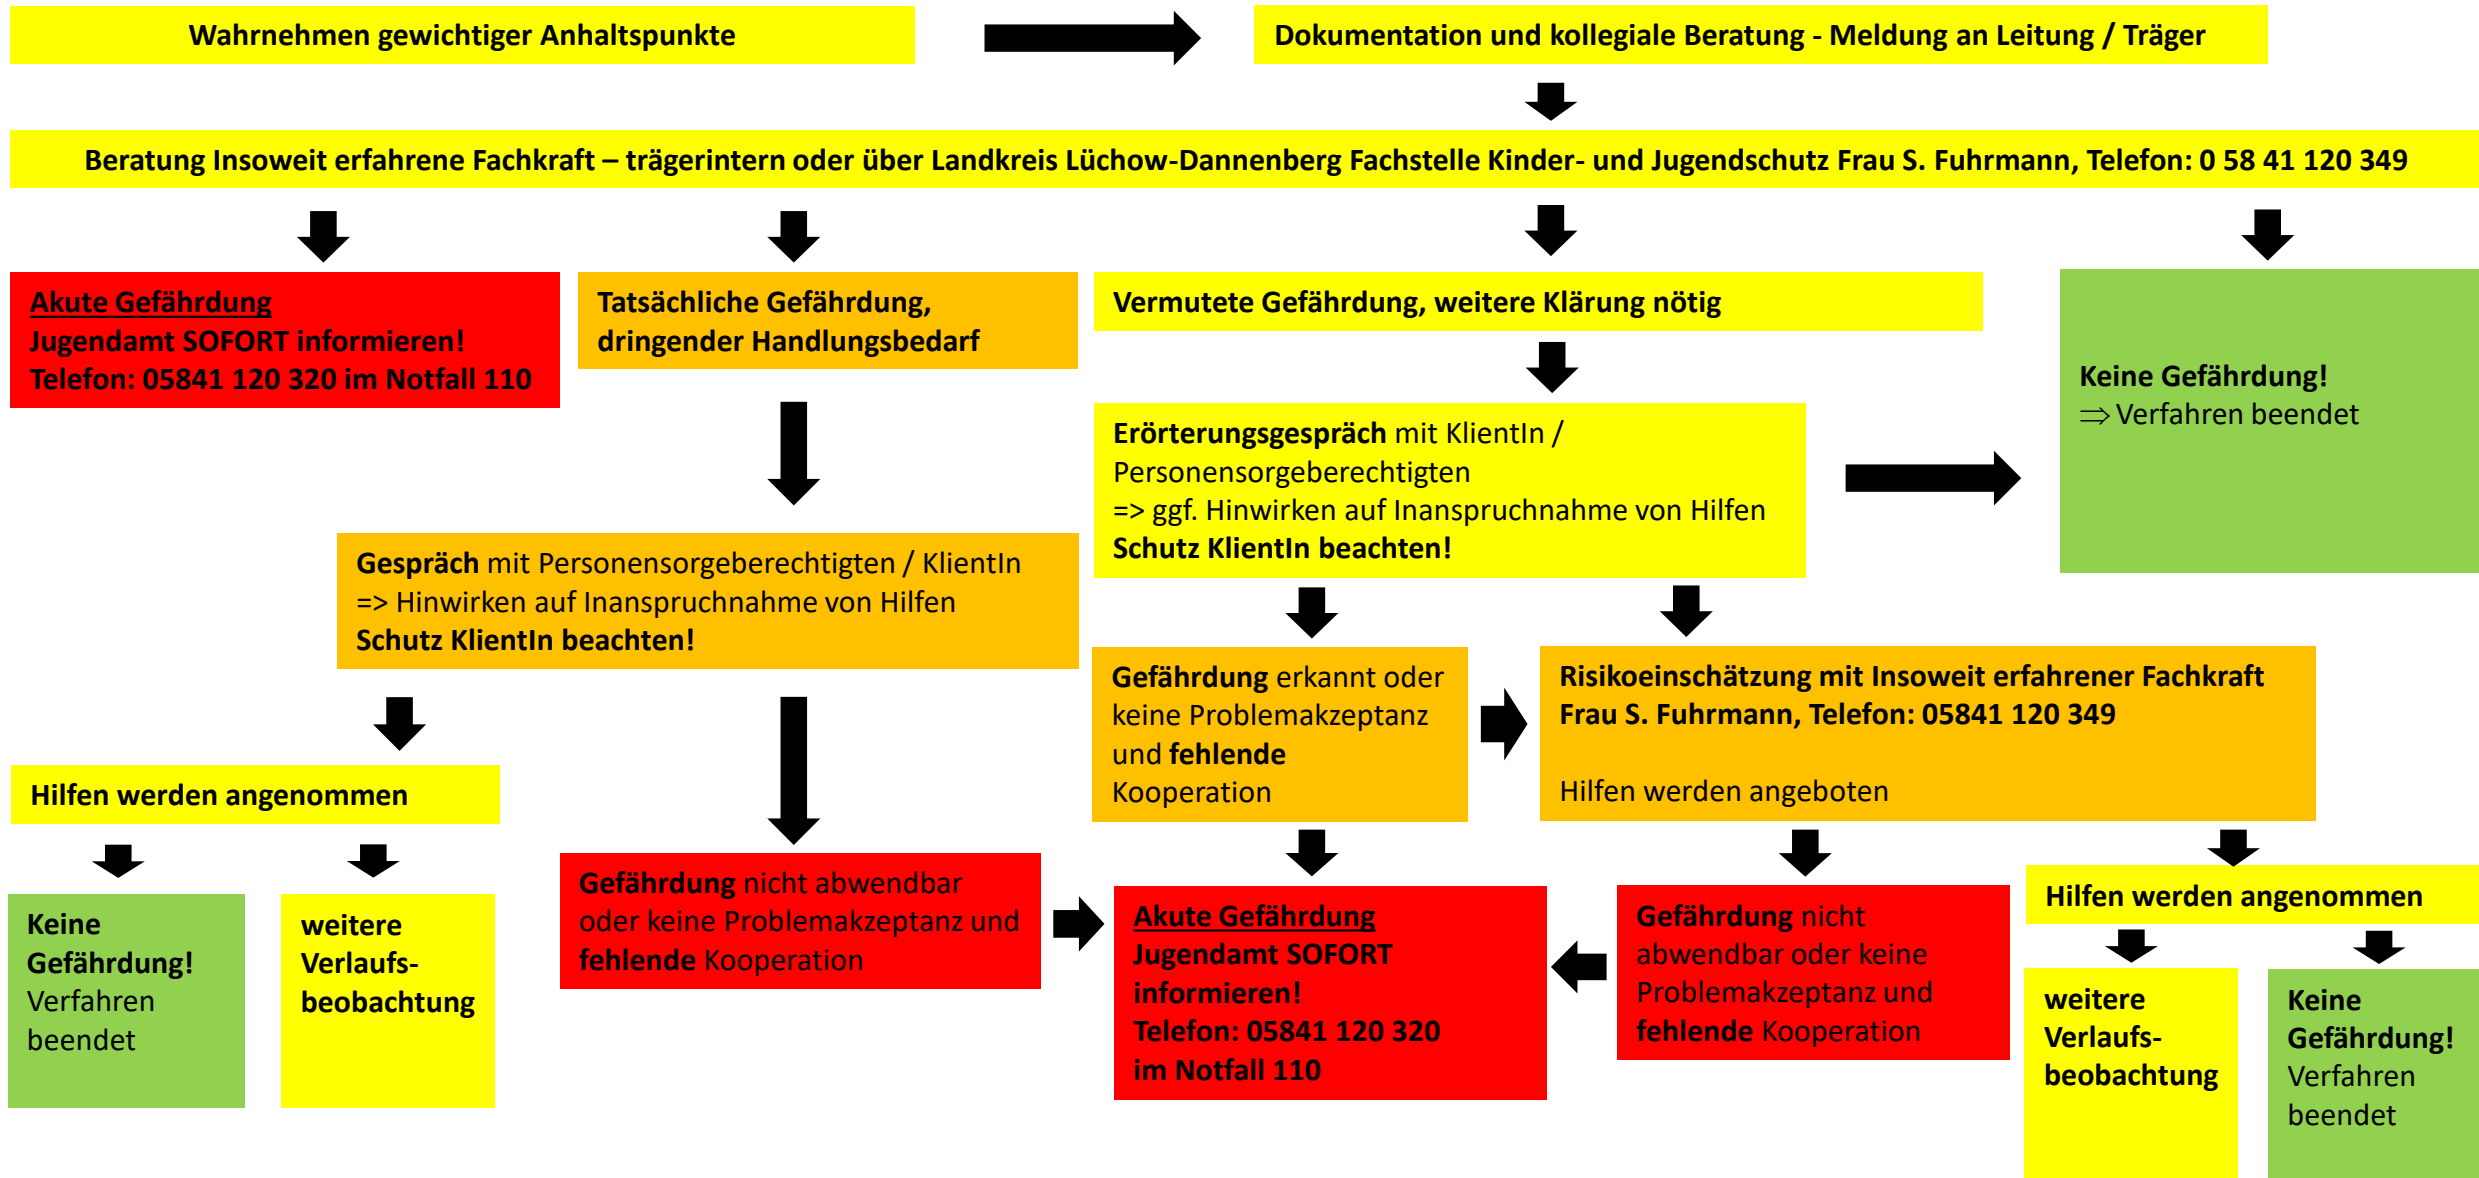 Wahrnehmen gewichtiger Anhaltspunkte
Dokumentation und kollegiale Beratung - Meldung an Leitung / Träger
Beratung Insoweit erfahrene Fachkraft – trägerintern oder über Landkreis Lüchow-Dannenberg Fachstelle Kinder- und Jugendschutz Frau S. Fuhrmann, Telefon: 0 58 41 120 349
Akute Gefährdung
Jugendamt SOFORT informieren!
Telefon: 05841 120 320 im Notfall 110
Tatsächliche Gefährdung,
dringender Handlungsbedarf
Vermutete Gefährdung, weitere Klärung nötig
Keine Gefährdung!
⇒ Verfahren beendet
Erörterungsgespräch mit KlientIn /
Personensorgeberechtigten
=> ggf. Hinwirken auf Inanspruchnahme von Hilfen
Schutz KlientIn beachten!
Gespräch mit Personensorgeberechtigten / KlientIn
=> Hinwirken auf Inanspruchnahme von Hilfen
Schutz KlientIn beachten!
Gefährdung erkannt oder
keine Problemakzeptanz
und fehlende
Kooperation
Risikoeinschätzung mit Insoweit erfahrener Fachkraft
Frau S. Fuhrmann, Telefon: 05841 120 349
Hilfen werden angeboten
Hilfen werden angenommen
Keine
Gefährdung!
Verfahren
beendet
weitere
Verlaufs-
beobachtung
Gefährdung nicht abwendbar
oder keine Problemakzeptanz und
fehlende Kooperation
Akute Gefährdung
Jugendamt SOFORT
informieren!
Telefon: 05841 120 320
im Notfall 110
Gefährdung nicht
abwendbar oder keine
Problemakzeptanz und
fehlende Kooperation
Hilfen werden angenommen
weitere
Verlaufs-
beobachtung
Keine
Gefährdung!
Verfahren
beendet